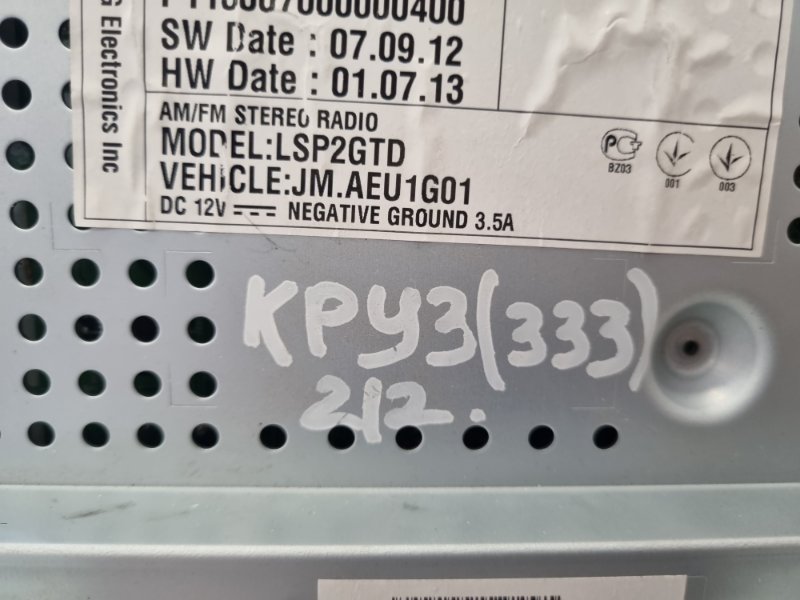 G Electronics Inc
SW Date : 07.09.12
HW Date : 01.07.13
AM/FM STEREO RADIO
MODEL:LSP2GTD
VEHICLE:JM.AEU1G01
DC 12V NEGATIVE GROUND 3.5A
РС
BZ03
001
003
КРУЗ(333)
212.